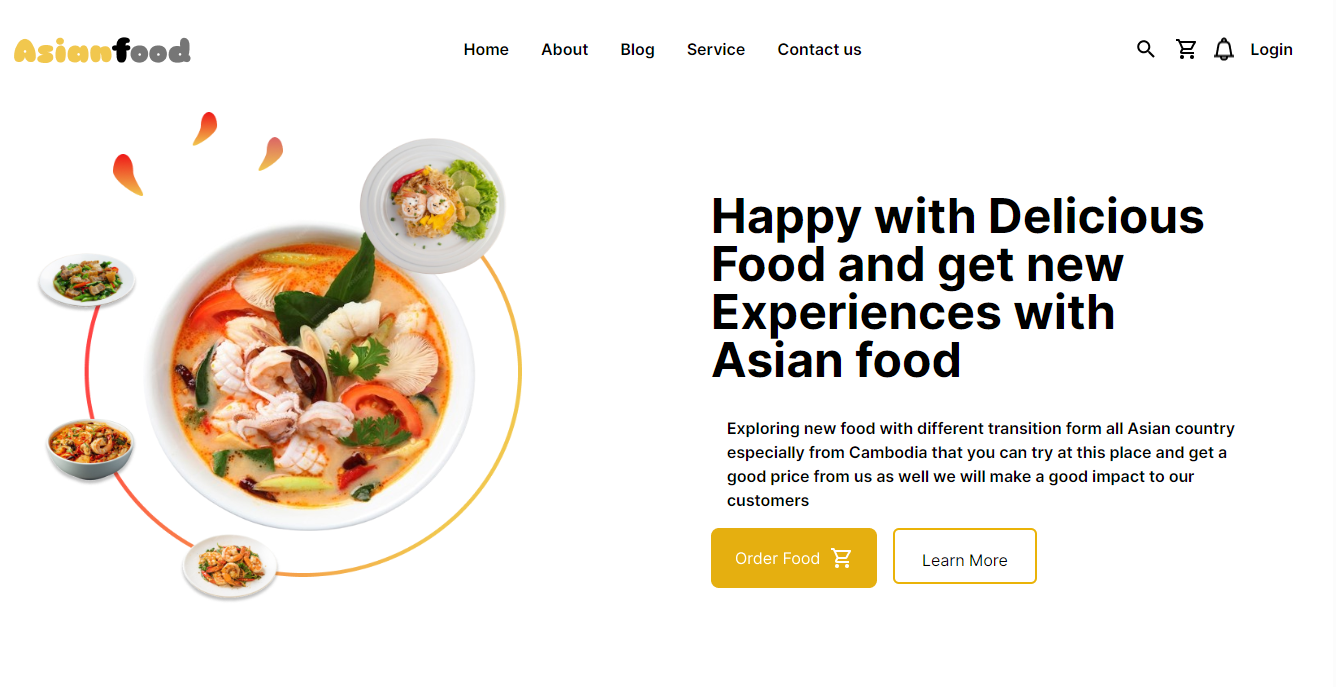 Asianfood
Home About Blog Service Contact us
Login
Happy with Delicious
Food and get new
Experiences with
Asian food
Exploring new food with different transition form all Asian country
especially from Cambodia that you can try at this place and get a
good price from us as well we will make a good impact to our
customers
Order Food
Learn More